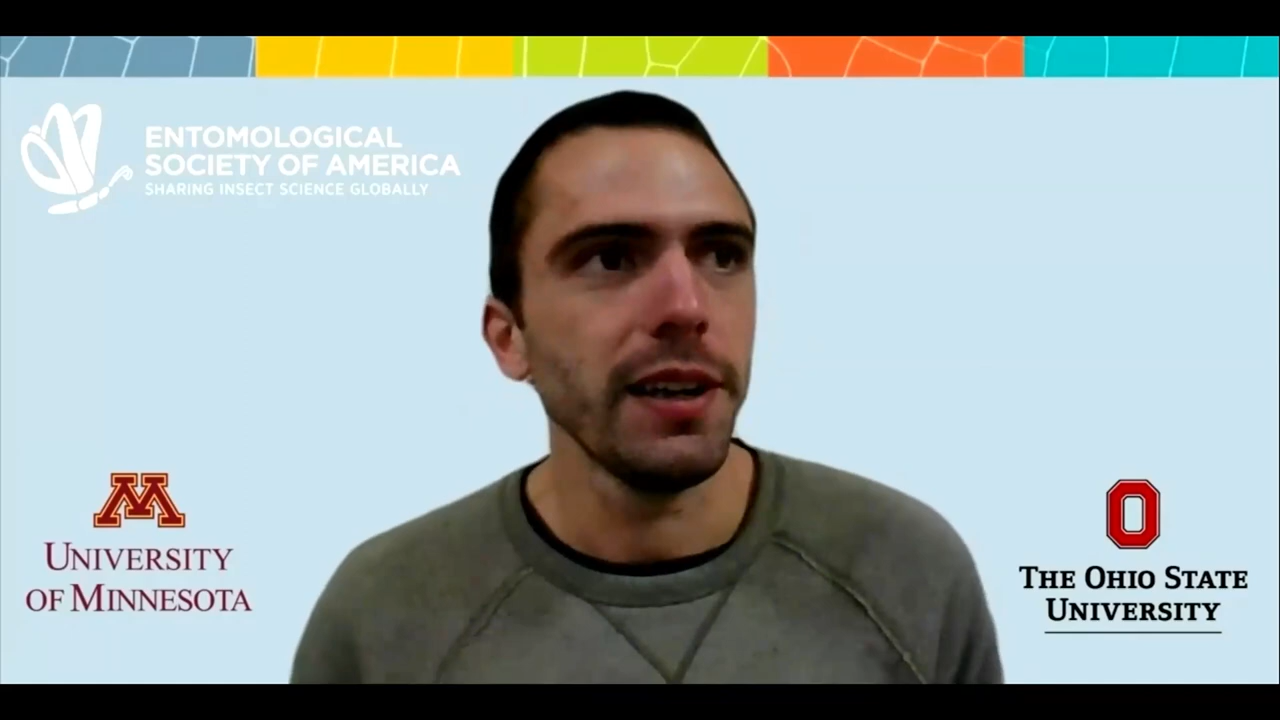 ENTOMOLOGICAL
SOCIETY OF AMERICA
SHARING INSECT SCIENCE GLOBALLY
M
UNIVERSITY
OF MINNESOTA
O
THE OHIO STATE
UNIVERSITY